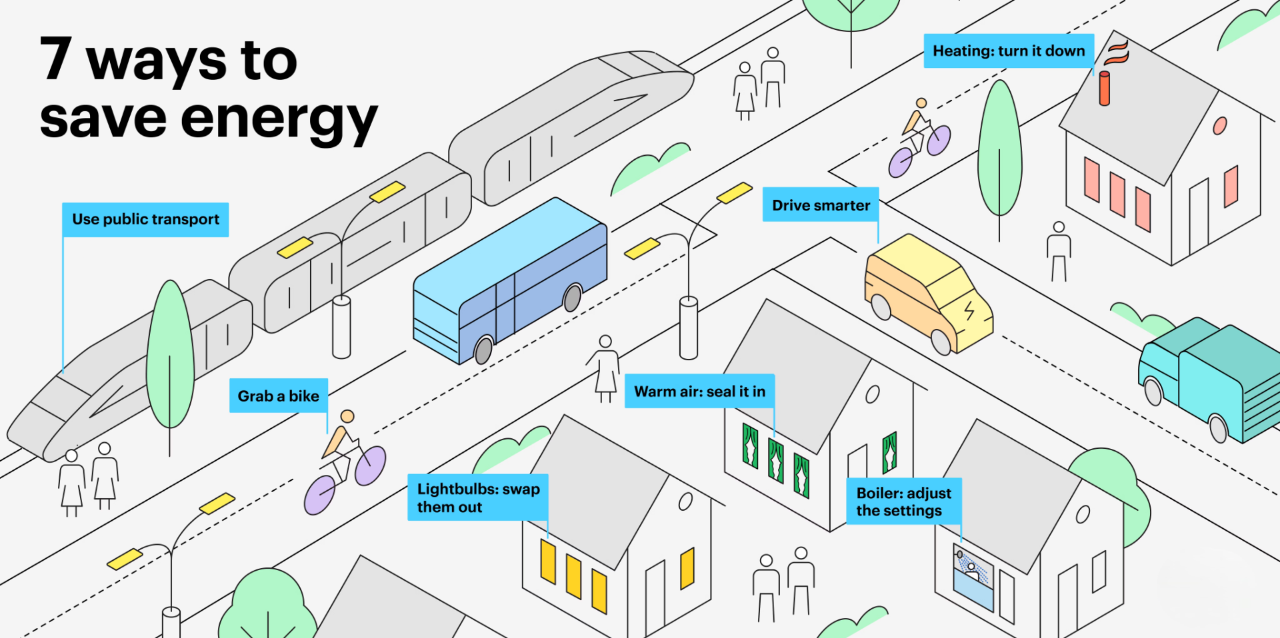 7 ways to
save energy
Heating: turn it down
Use public transport
Drive smarter
Grab a bike
Warm air: seal it in
Lightbulbs: swap
them out
Boiler: adjust
the settings